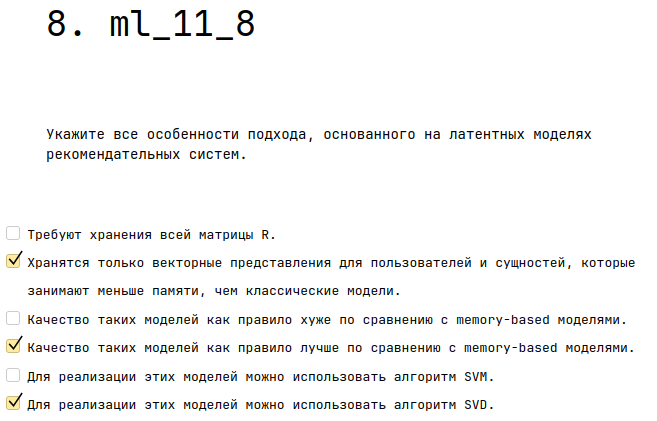 8. ml_11_8
Укажите все особенности подхода, основанного на латентных моделях
рекомендательных систем.
Требуют хранения всей матрицы R.
Хранятся только векторные представления для пользователей и сущностей, которые
занимают меньше памяти, чем классические модели.
Качество таких моделей как правило хуже по сравнению с memory-based моделями.
Качество таких моделей как правило лучше по сравнению с memory-based моделями.
Для реализации этих моделей можно использовать алгоритм SVM.
Для реализации этих моделей можно использовать алгоритм SVD.